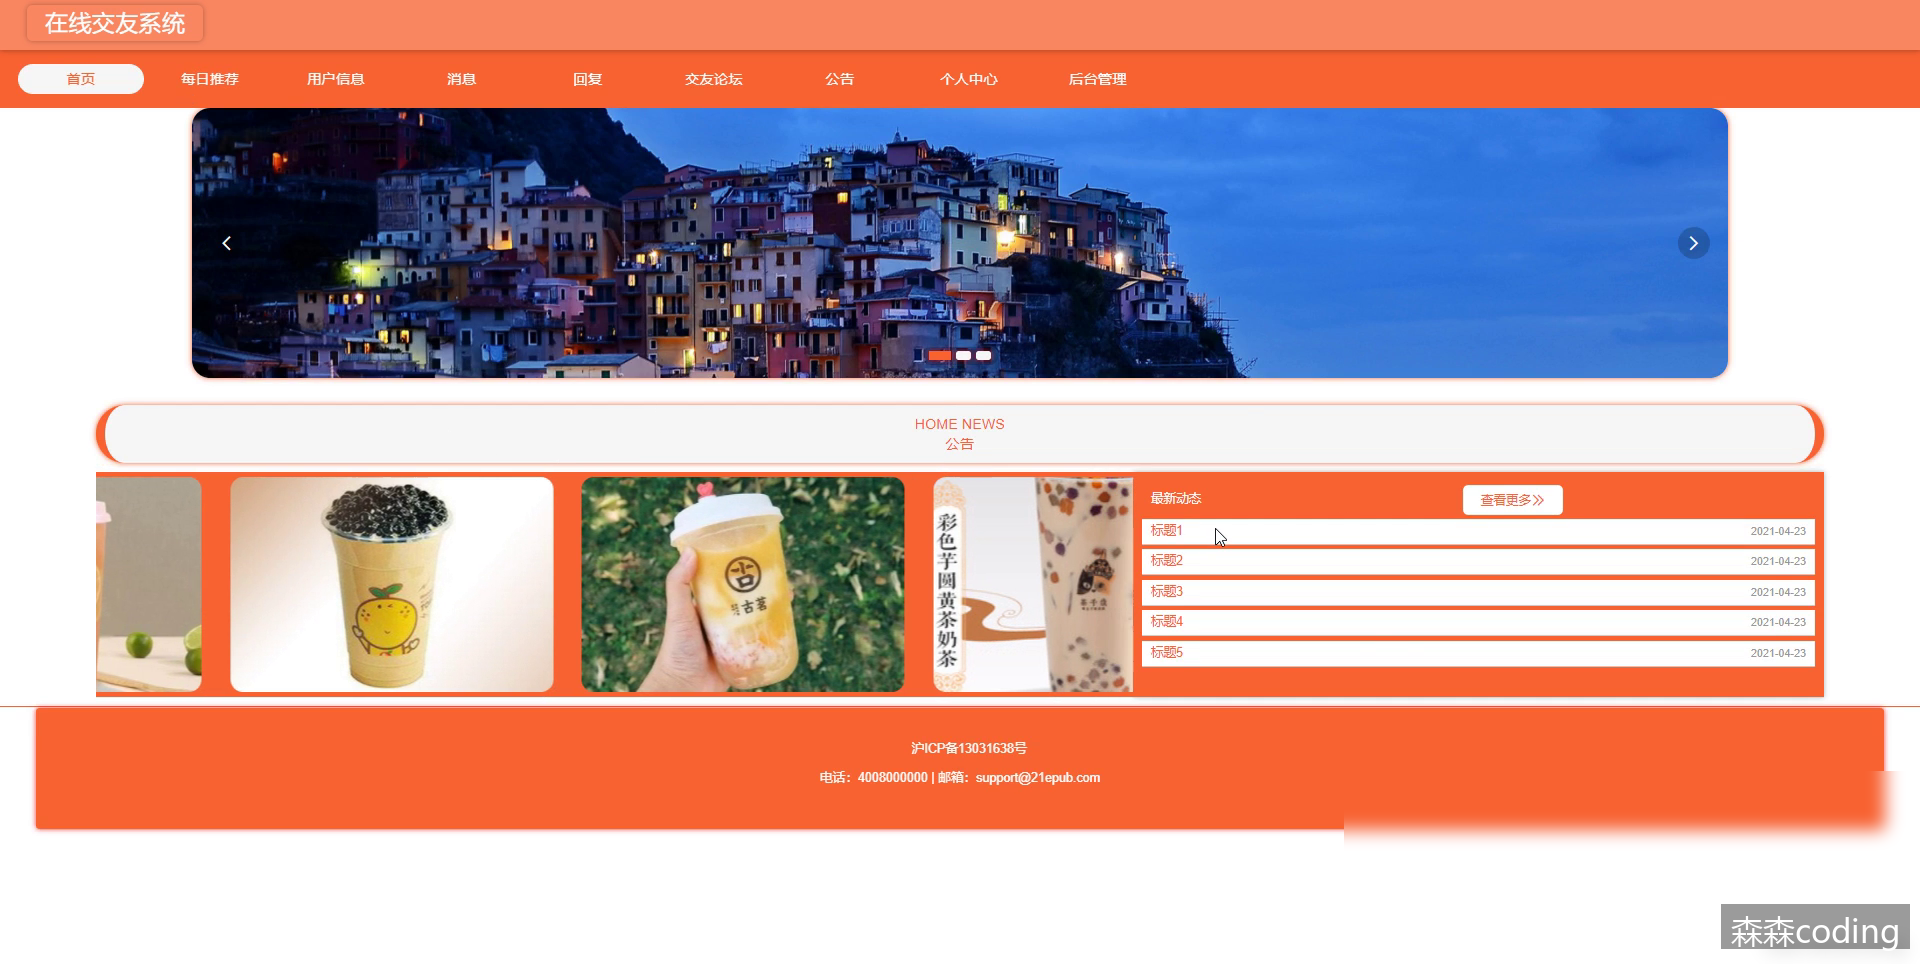 在线交友系统
首页 每日推荐 用户信息 消息 回复 交友论坛 公告 个人中心 后台管理
HOME NEWS
公告
彩色芋圆黄茶奶茶
古茗
最新动态 查看更多
标题1 2021-04-23
标题2 2021-04-23
标题3 2021-04-23
标题4 2021-04-23
标题5 2021-04-23
沪ICP备13031638号
电话：4008000000 | 邮箱：support@21epub.com
森森coding